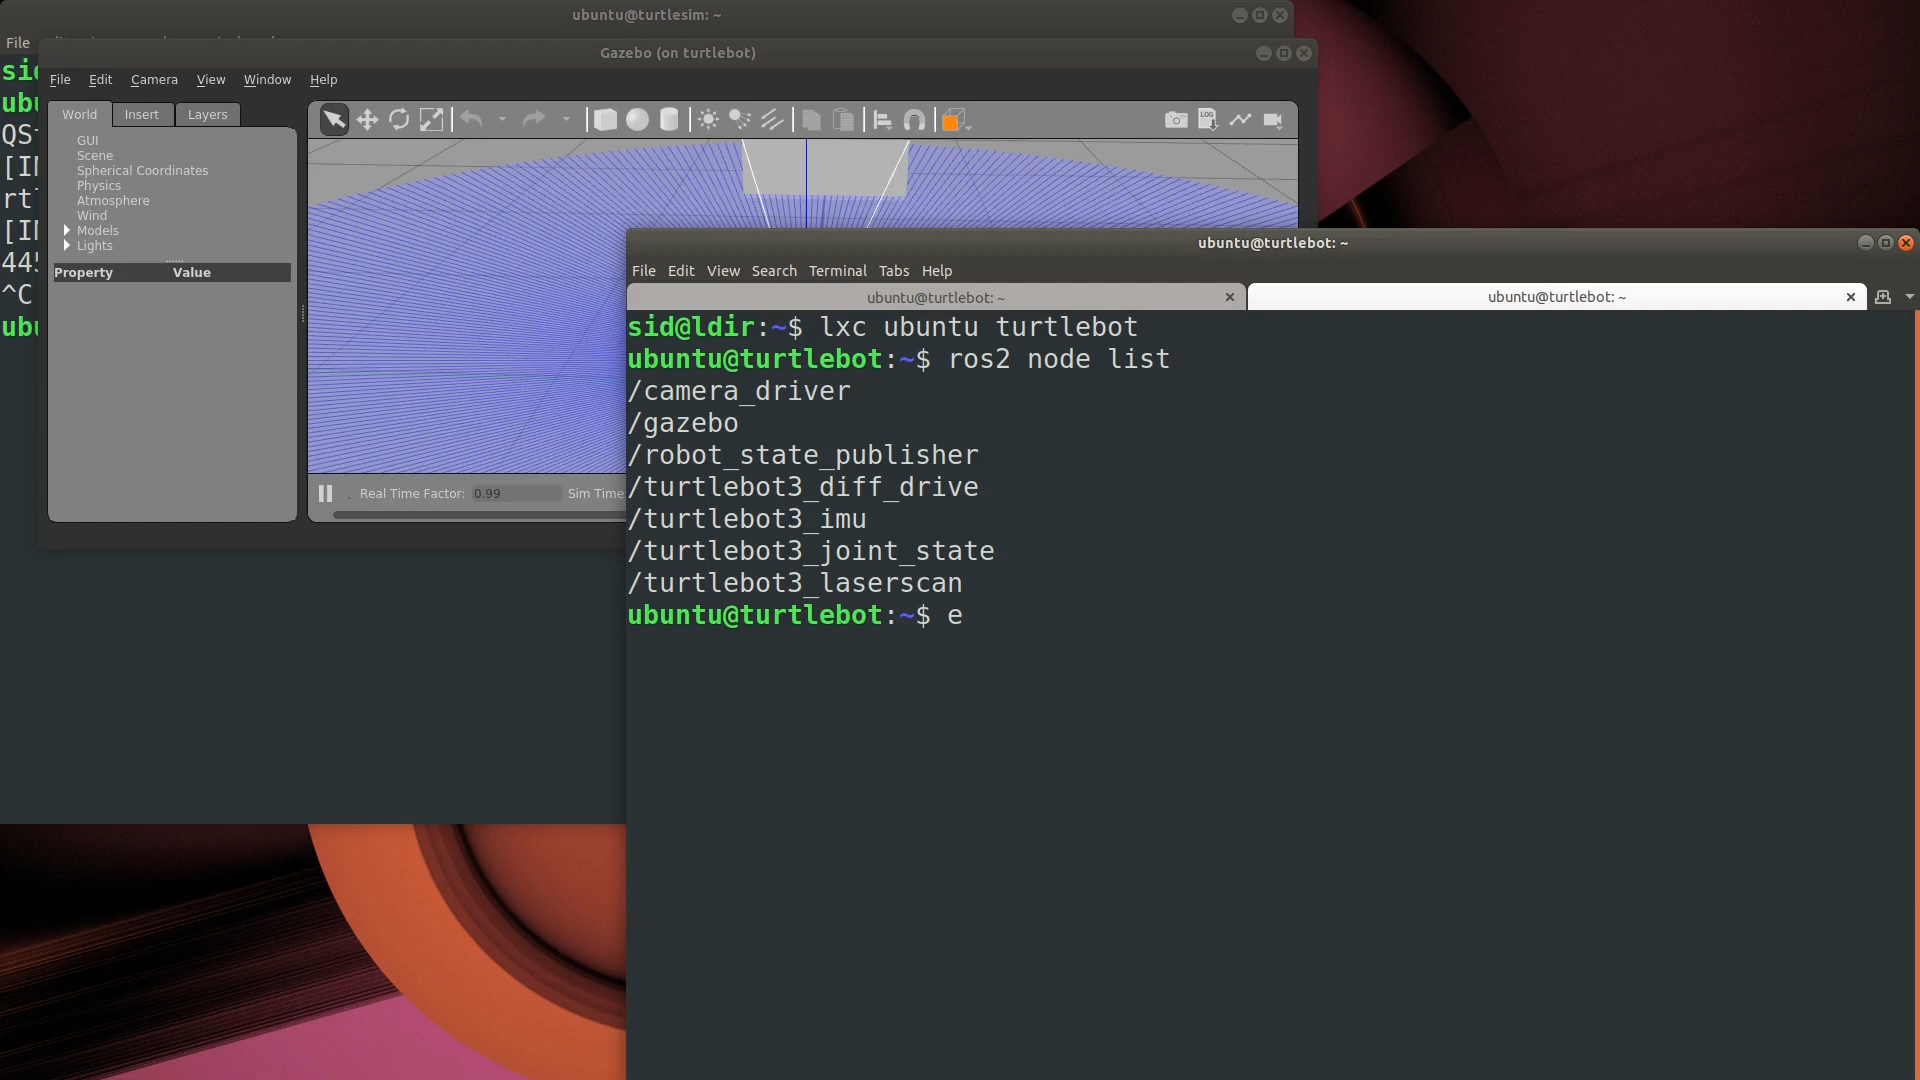 ubuntu@turtlesim: ~
File
Gazebo (on turtlebot)
File Edit Camera View Window Help
World Insert Layers
GUI
Scene
Spherical Coordinates
Physics
Atmosphere
Wind
Models
Lights
Property Value
LOG
Real Time Factor: 0.99 Sim Time
^C
ubuntu@turtlebot: ~
File Edit View Search Terminal Tabs Help
ubuntu@turtlebot: ~ ubuntu@turtlebot: ~
sid@ldir:~$ lxc ubuntu turtlebot
ubuntu@turtlebot:~$ ros2 node list
/camera_driver
/gazebo
/robot_state_publisher
/turtlebot3_diff_drive
/turtlebot3_imu
/turtlebot3_joint_state
/turtlebot3_laserscan
ubuntu@turtlebot:~$ e